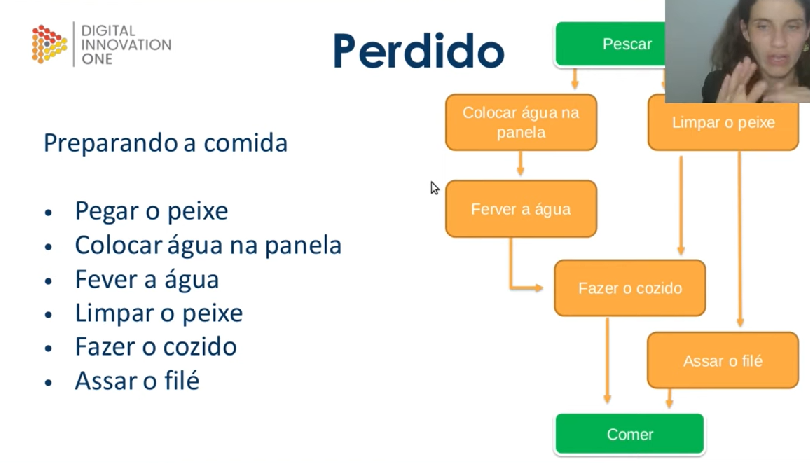 DIGITAL
INNOVATION
ONE
Perdido
Preparando a comida
• Pegar o peixe
• Colocar água na panela
• Fever a água
• Limpar o peixe
• Fazer o cozido
• Assar o filé
Pescar
Colocar água na
panela
Limpar o peixe
Ferver a água
Fazer o cozido
Assar o filé
Comer